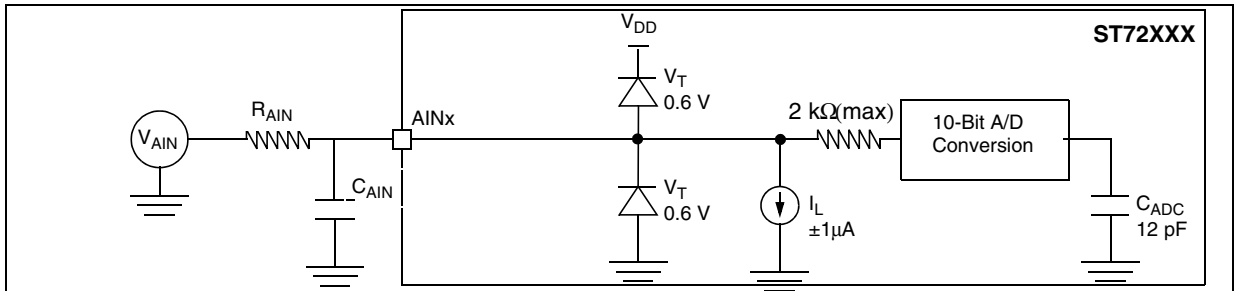 V_DD
ST72XXX
V_T
0.6 V
R_AIN
AINx
2 kΩ(max)
10-Bit A/D
Conversion
V_AIN
C_AIN
V_T
0.6 V
I_L
±1μA
C_ADC
12 pF